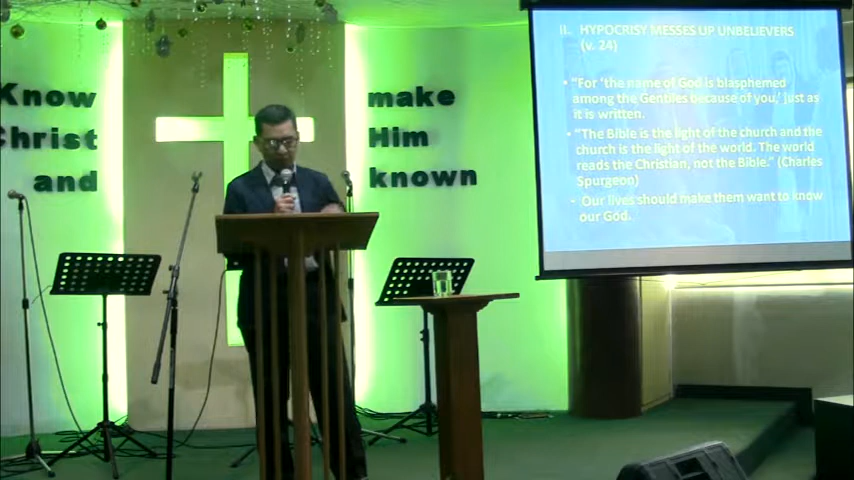 Know
Christ
and
make
Him
known
II. HYPOCRISY MESSES UP UNBELIEVERS
(v. 24)
• "For 'the name of God is blasphemed
among the Gentiles because of you,' just as
it is written.
• "The Bible is the light of the church and the
church is the light of the world. The world
reads the Christian, not the Bible." (Charles
Spurgeon)
• Our lives should make them want to know
our God.